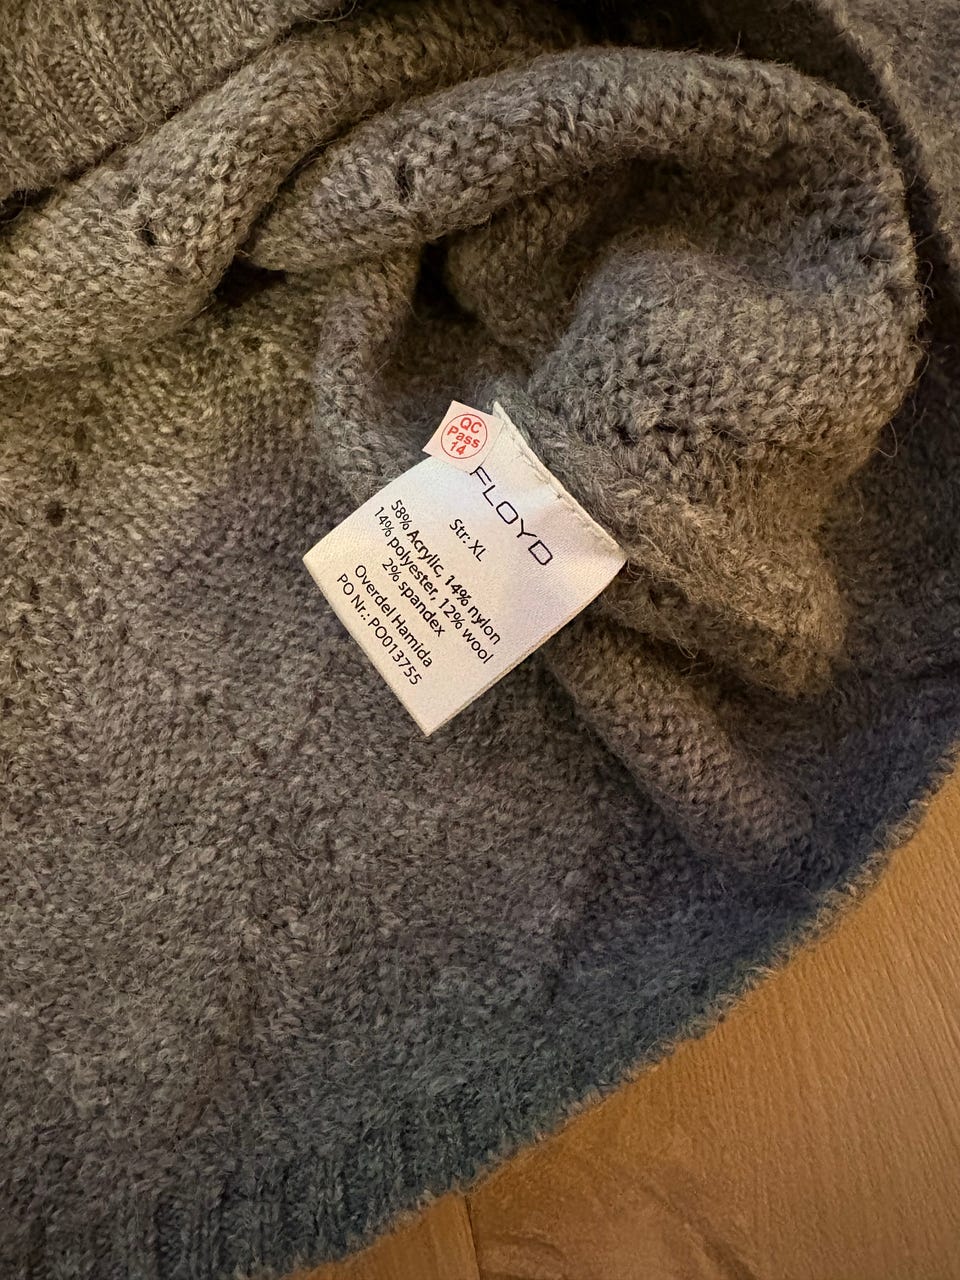 QC
Pass
14
FLOYD
Str: XL
58% Acrylic, 14% nylon
14% polyester, 12% wool
2% spandex
Overdel Hamida
PO Nr.: PO013755